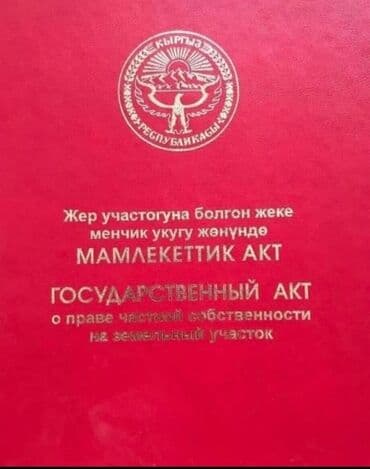 КЫРГЫЗ
РЕСПУБЛИКАСЫ
Жер участогуна болгон жеке
менчик укугу жөнүндө
МАМЛЕКЕТТИК АКТ
ГОСУДАРСТВЕННЫЙ АКТ
о праве частной собственности
на земельный участок